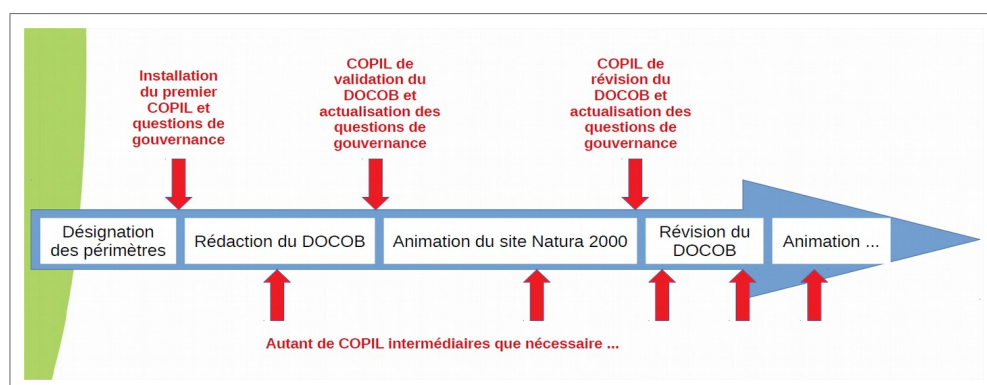 Installation
du premier
COPIL et
questions de
gouvernance
COPIL de
validation du
DOCOB et
actualisation des
questions de
gouvernance
COPIL de
révision du
DOCOB et
actualisation des
questions de
gouvernance
Désignation
des périmètres
Rédaction du DOCOB
Animation du site Natura 2000
Révision du
DOCOB
Animation ...
Autant de COPIL intermédiaires que nécessaire ...